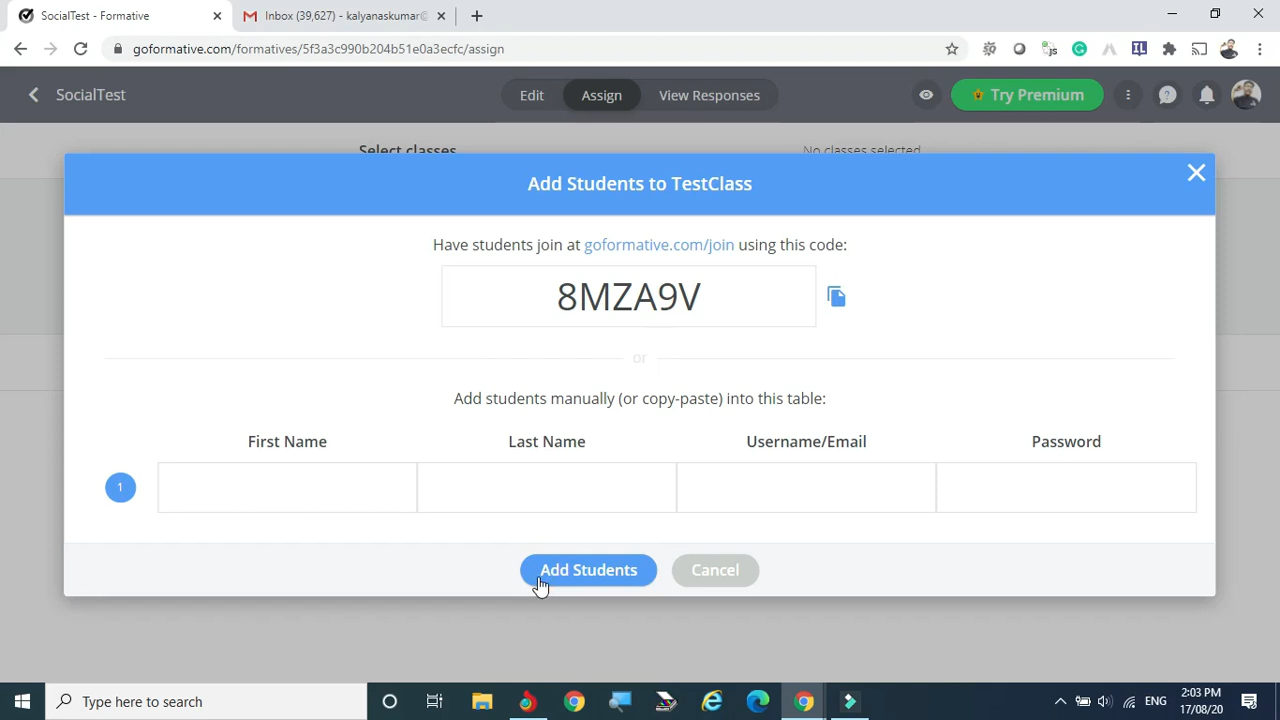 SocialTest - Formative
Inbox (39,627) - kalyanaskumar@
goformative.com/formatives/5f3a3c990b204b51e0a3ecfc/assign
SocialTest
Edit
Assign
View Responses
Try Premium
Select classes
No classes selected
Add Students to TestClass
Have students join at goformative.com/join using this code:
8MZA9V
or
Add students manually (or copy-paste) into this table:
First Name
Last Name
Username/Email
Password
1
Add Students
Cancel
Type here to search
ENG
2:03 PM
17/08/20